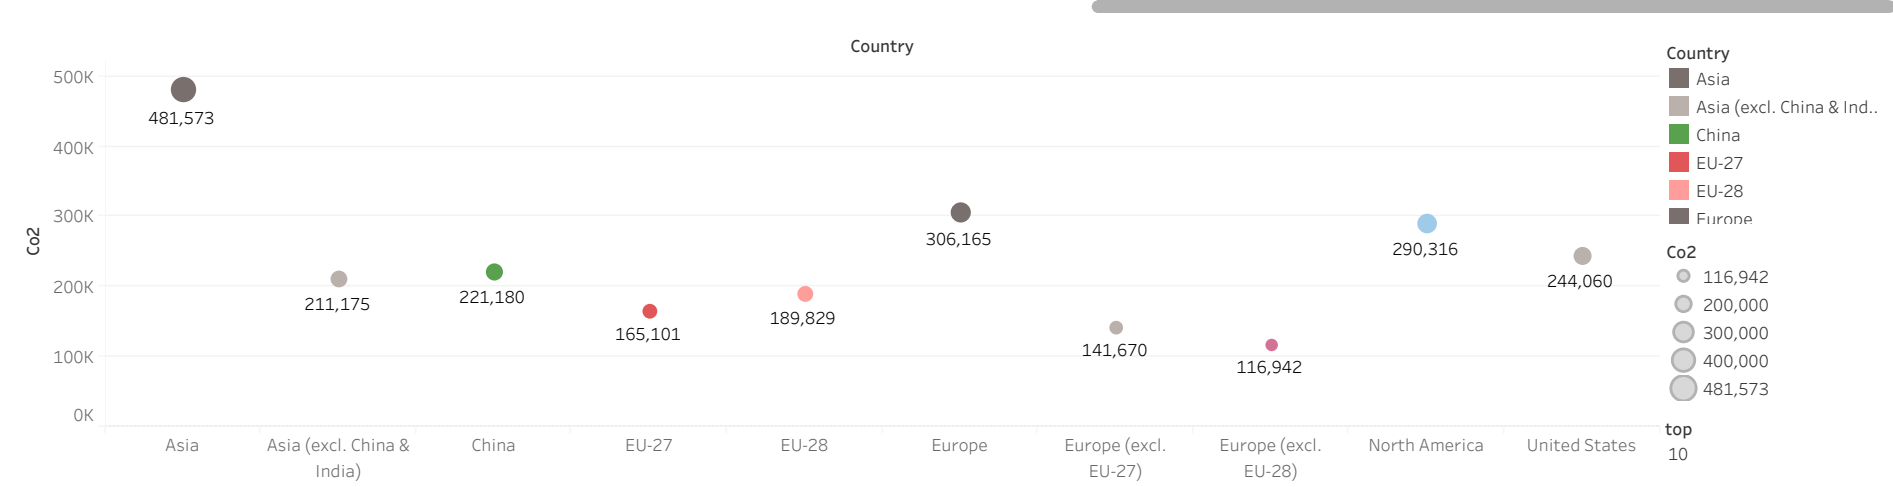 Country
Co2
500K
400K
300K
200K
100K
0K
481,573
211,175
221,180
165,101
189,829
306,165
141,670
116,942
290,316
244,060
Asia
Asia (excl. China &
India)
China
EU-27
EU-28
Europe
Europe (excl.
EU-27)
Europe (excl.
EU-28)
North America
United States
Country
Asia
Asia (excl. China & Ind..
China
EU-27
EU-28
Europe
Co2
116,942
200,000
300,000
400,000
481,573
top
10